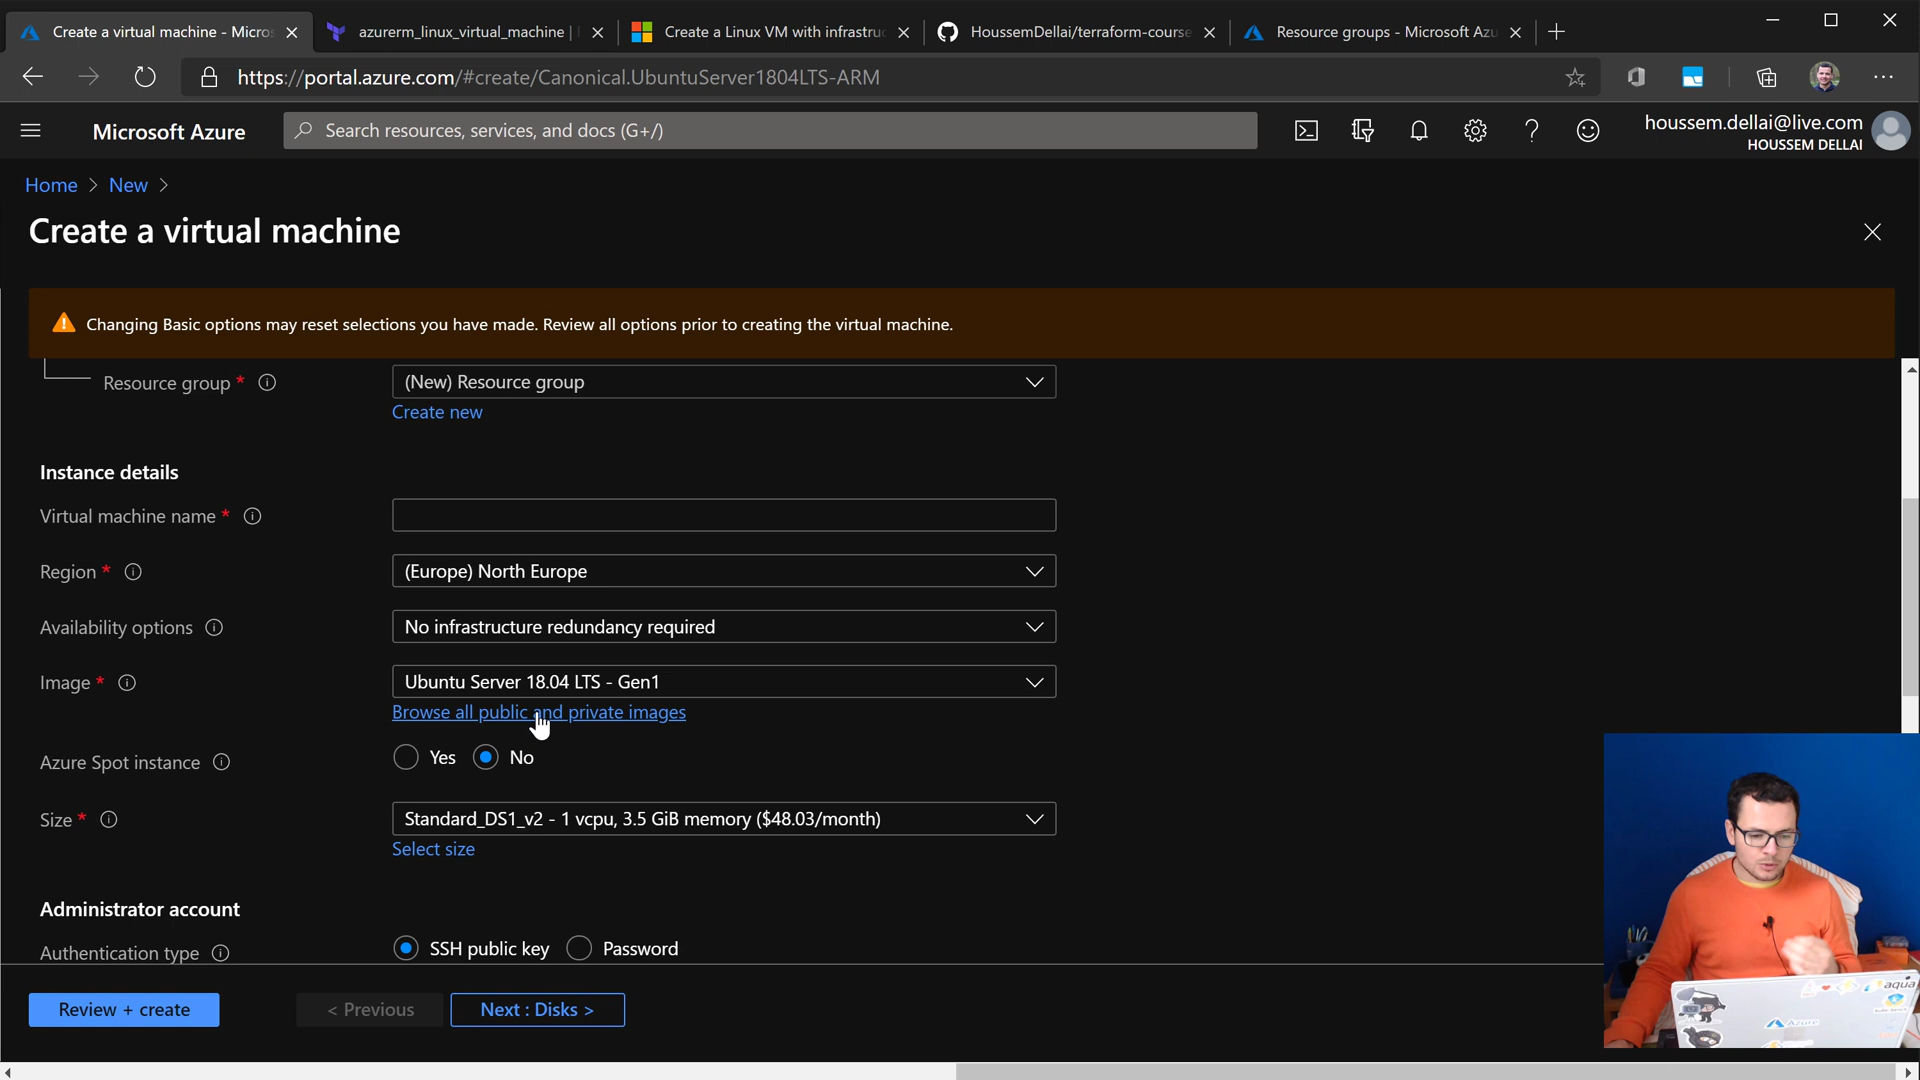 Create a virtual machine - Micros
azurerm_linux_virtual_machine |
Create a Linux VM with infrastruc
HoussemDellai/terraform-course
Resource groups - Microsoft Azu
https://portal.azure.com/#create/Canonical.UbuntuServer1804LTS-ARM
Microsoft Azure
Search resources, services, and docs (G+/)
houssem.dellai@live.com
HOUSSEM DELLAI
Home > New >
Create a virtual machine
Changing Basic options may reset selections you have made. Review all options prior to creating the virtual machine.
Resource group *
(New) Resource group
Create new
Instance details
Virtual machine name *
Region *
(Europe) North Europe
Availability options
No infrastructure redundancy required
Image *
Ubuntu Server 18.04 LTS - Gen1
Browse all public and private images
Azure Spot instance
Yes
No
Size *
Standard_DS1_v2 - 1 vcpu, 3.5 GiB memory ($48.03/month)
Select size
Administrator account
Authentication type
SSH public key
Password
Review + create
< Previous
Next : Disks >
aqua
Azure